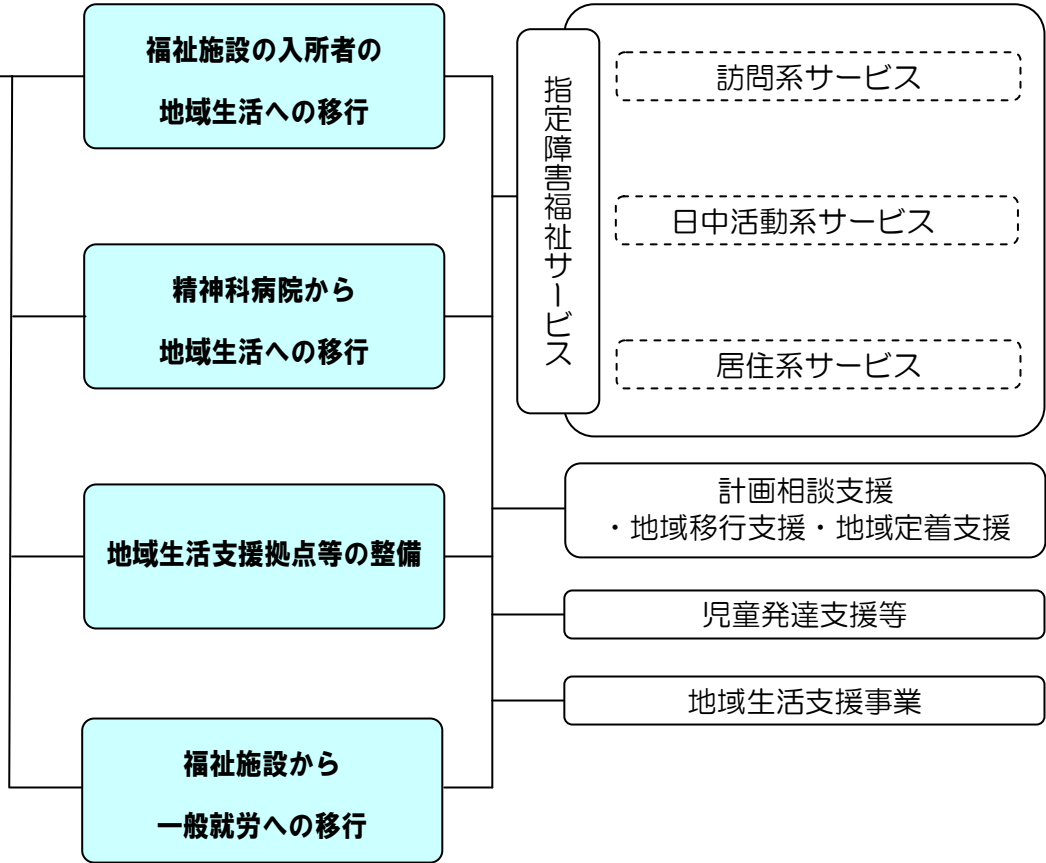 福祉施設の入所者の
地域生活への移行
精神科病院から
地域生活への移行
地域生活支援拠点等の整備
福祉施設から
一般就労への移行
指定障害福祉サービス
訪問系サービス
日中活動系サービス
居住系サービス
計画相談支援
・地域移行支援・地域定着支援
児童発達支援等
地域生活支援事業